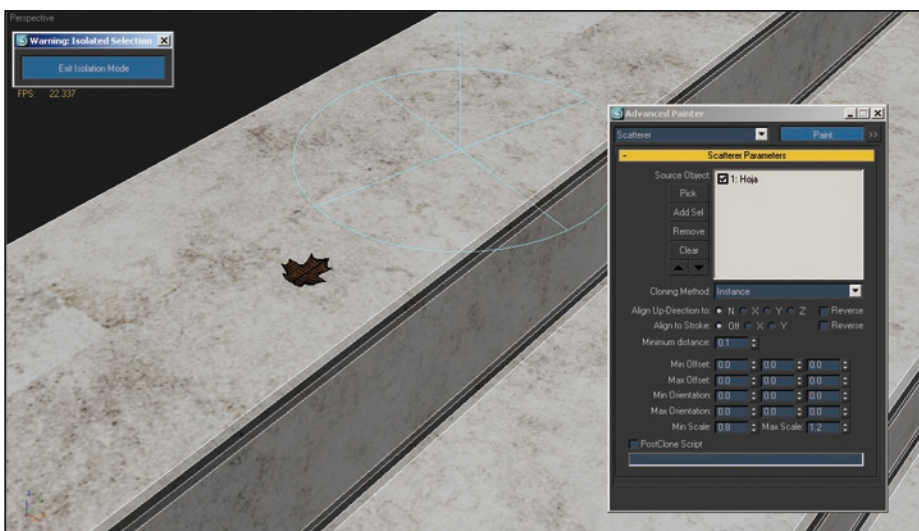 Perspective
Warning: Isolated Selection
Exit Isolation Mode
FPS: 22.337
Advanced Painter
Scatterer Paint >>
- Scatterer Parameters
Source Object: 1: Hoja
Pick
Add Sel
Remove
Clear
Cloning Method: Instance
Align Up-Direction to: N X Y Z Reverse
Align to Stroke: Off X Y Reverse
Minimum distance: 0.1
Min Offset: 0.0 0.0 0.0
Max Offset: 0.0 0.0 0.0
Min Orientation: 0.0 0.0 0.0
Max Orientation: 0.0 0.0 0.0
Min Scale: 0.8 Max Scale: 1.2
PostClone Script